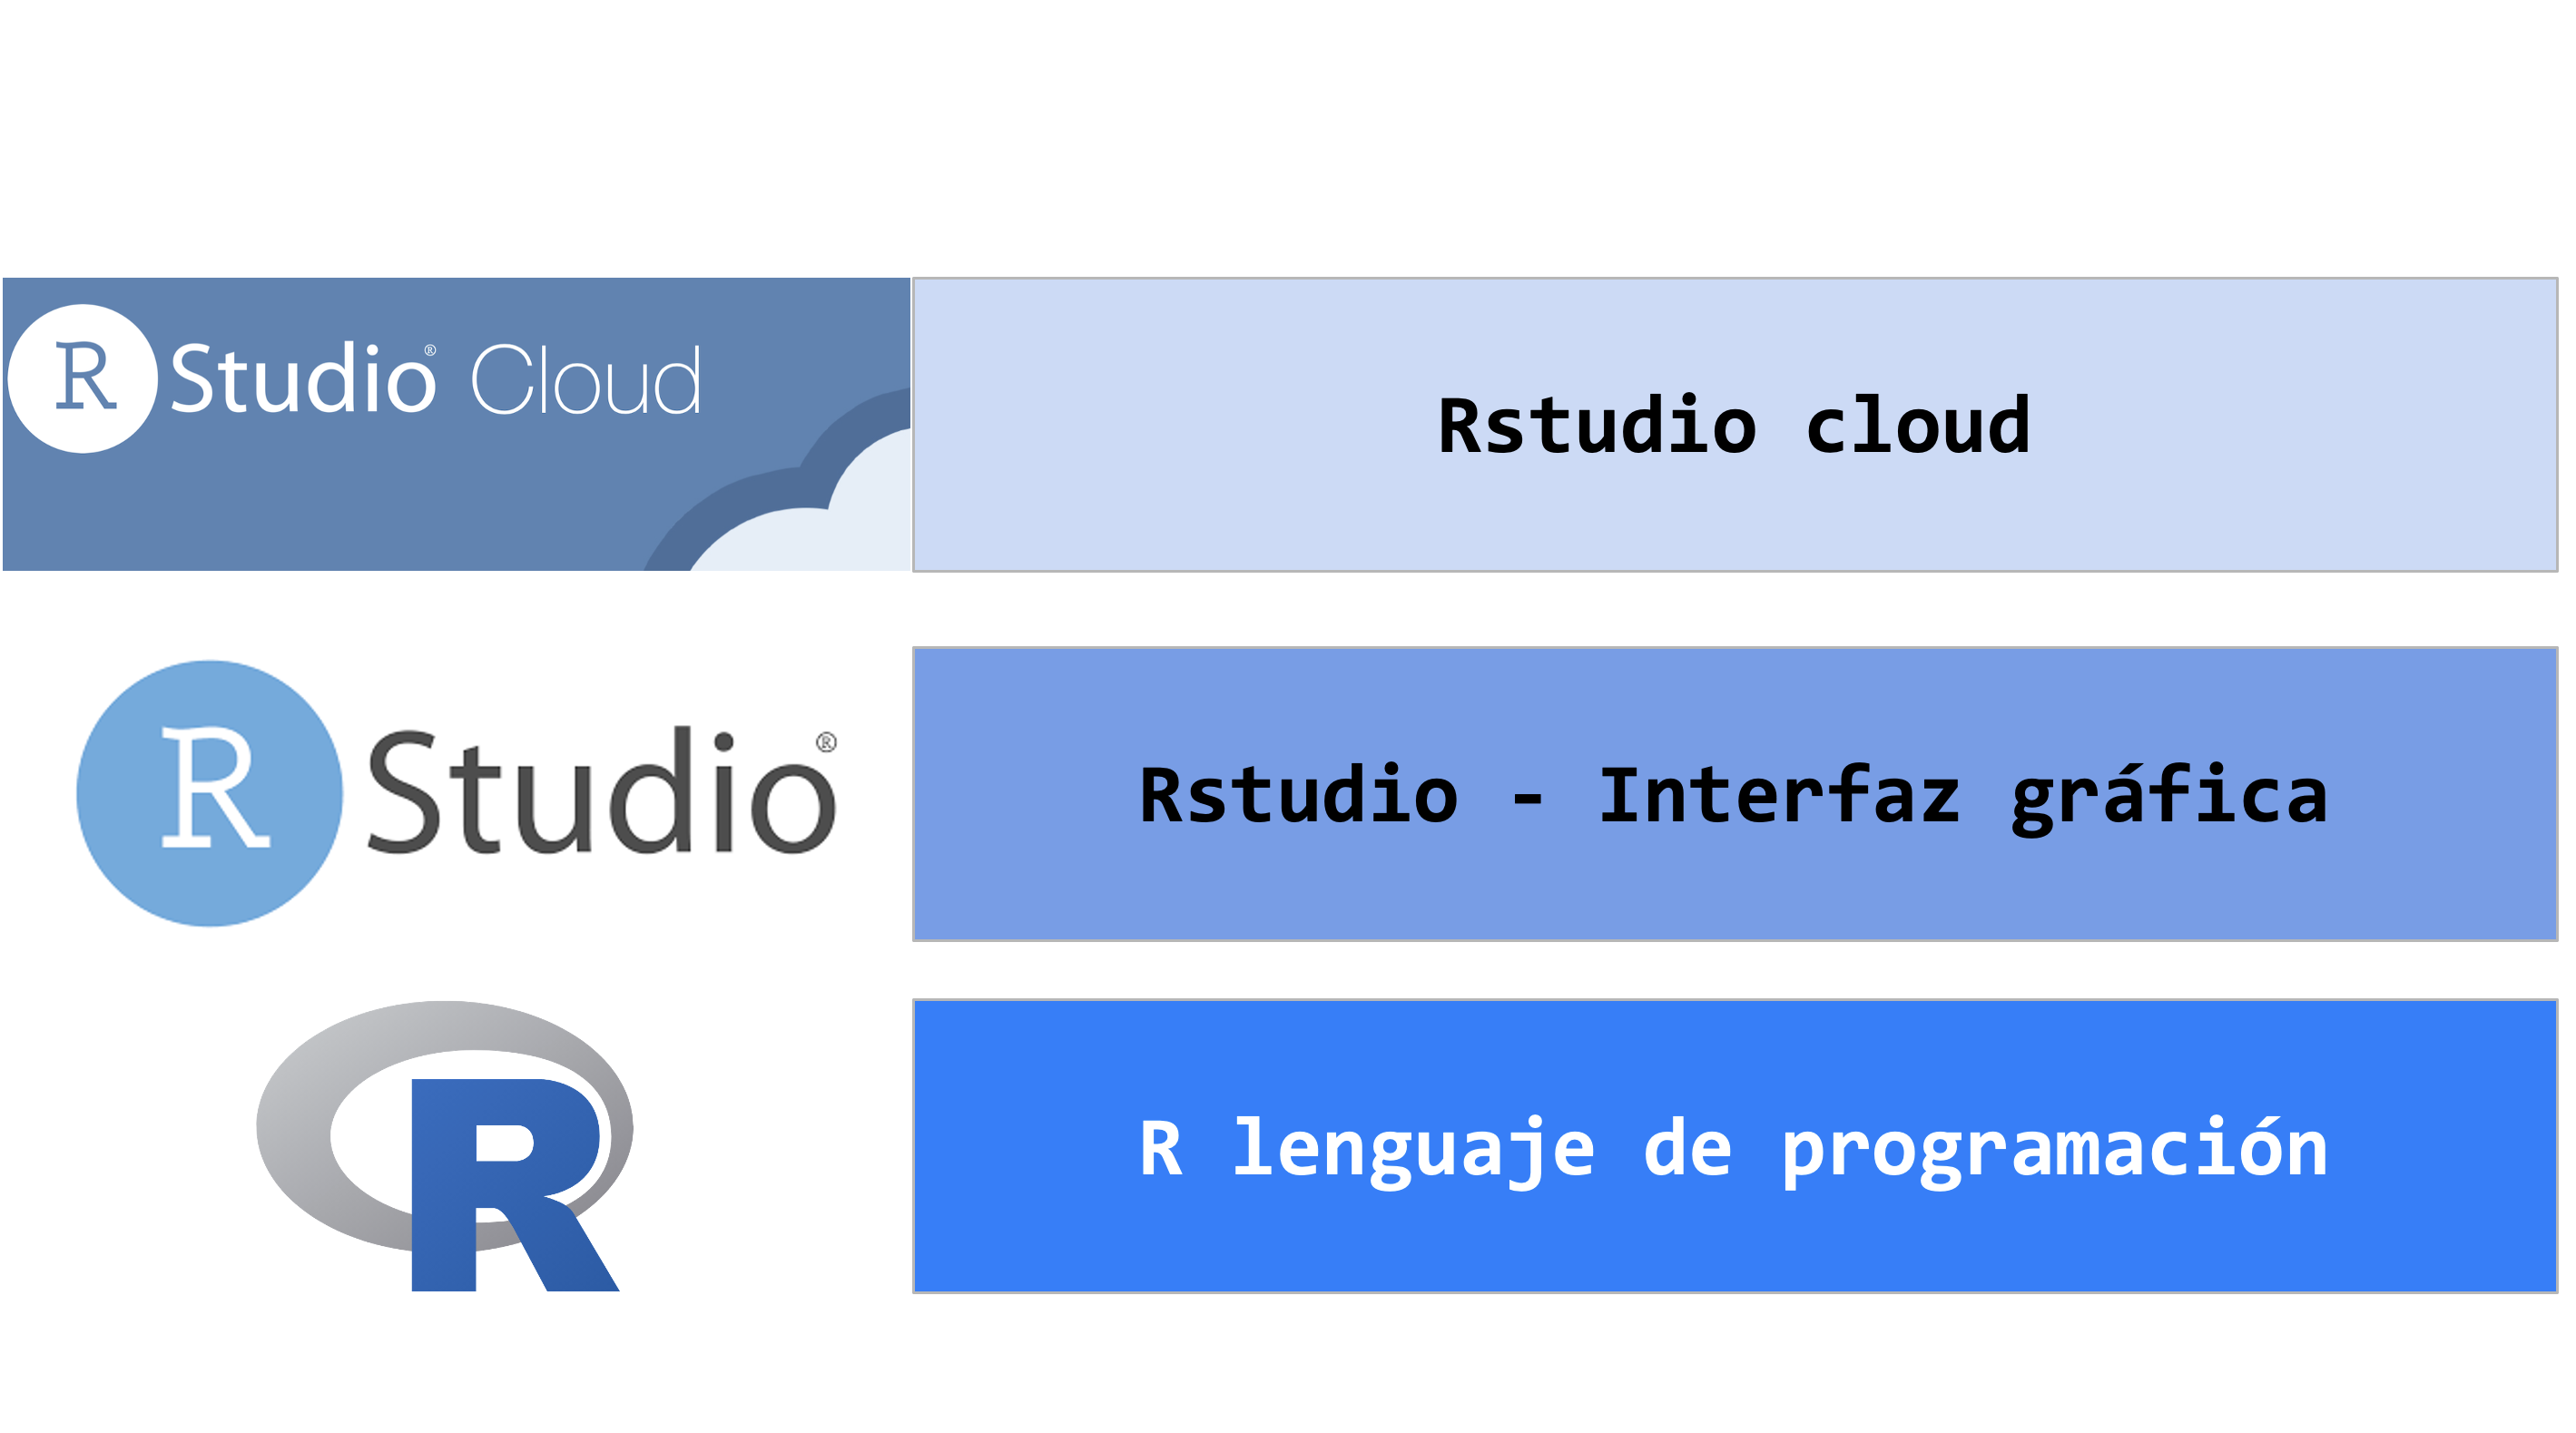 R Studio® Cloud
Rstudio cloud
R Studio®
Rstudio - Interfaz gráfica
R
R lenguaje de programación